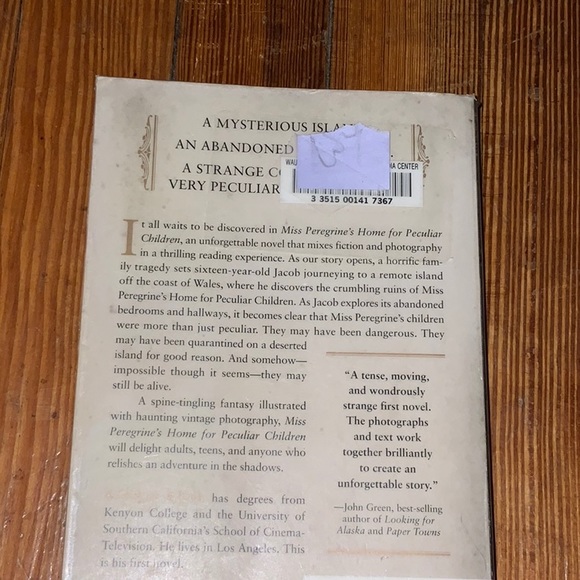 A MYSTERIOUS ISLA
AN ABANDONED
A STRANGE CO
VERY PECULIAR
WAU
IA CENTER
3 3515 00141 7367
It all waits to be discovered in Miss Peregrine's Home for Peculiar
Children, an unforgettable novel that mixes fiction and photography
in a thrilling reading experience. As our story opens, a horrific fam-
ily tragedy sets sixteen-year-old Jacob journeying to a remote island
off the coast of Wales, where he discovers the crumbling ruins of Miss
Peregrine's Home for Peculiar Children. As Jacob explores its abandoned
bedrooms and hallways, it becomes clear that Miss Peregrine's children
were more than just peculiar. They may have been dangerous. They
may have been quarantined on a deserted
island for good reason. And somehow—
impossible though it seems—they may
still be alive.
A spine-tingling fantasy illustrated
with haunting vintage photography, Miss
Peregrine's Home for Peculiar Children
will delight adults, teens, and anyone who
relishes an adventure in the shadows.
"A tense, moving,
and wondrously
strange first novel.
The photographs
and text work
together brilliantly
to create an
unforgettable story."
—John Green, best-selling
author of Looking for
Alaska and Paper Towns
has degrees from
Kenyon College and the University of
Southern California's School of Cinema-
Television. He lives in Los Angeles. This
is his first novel.